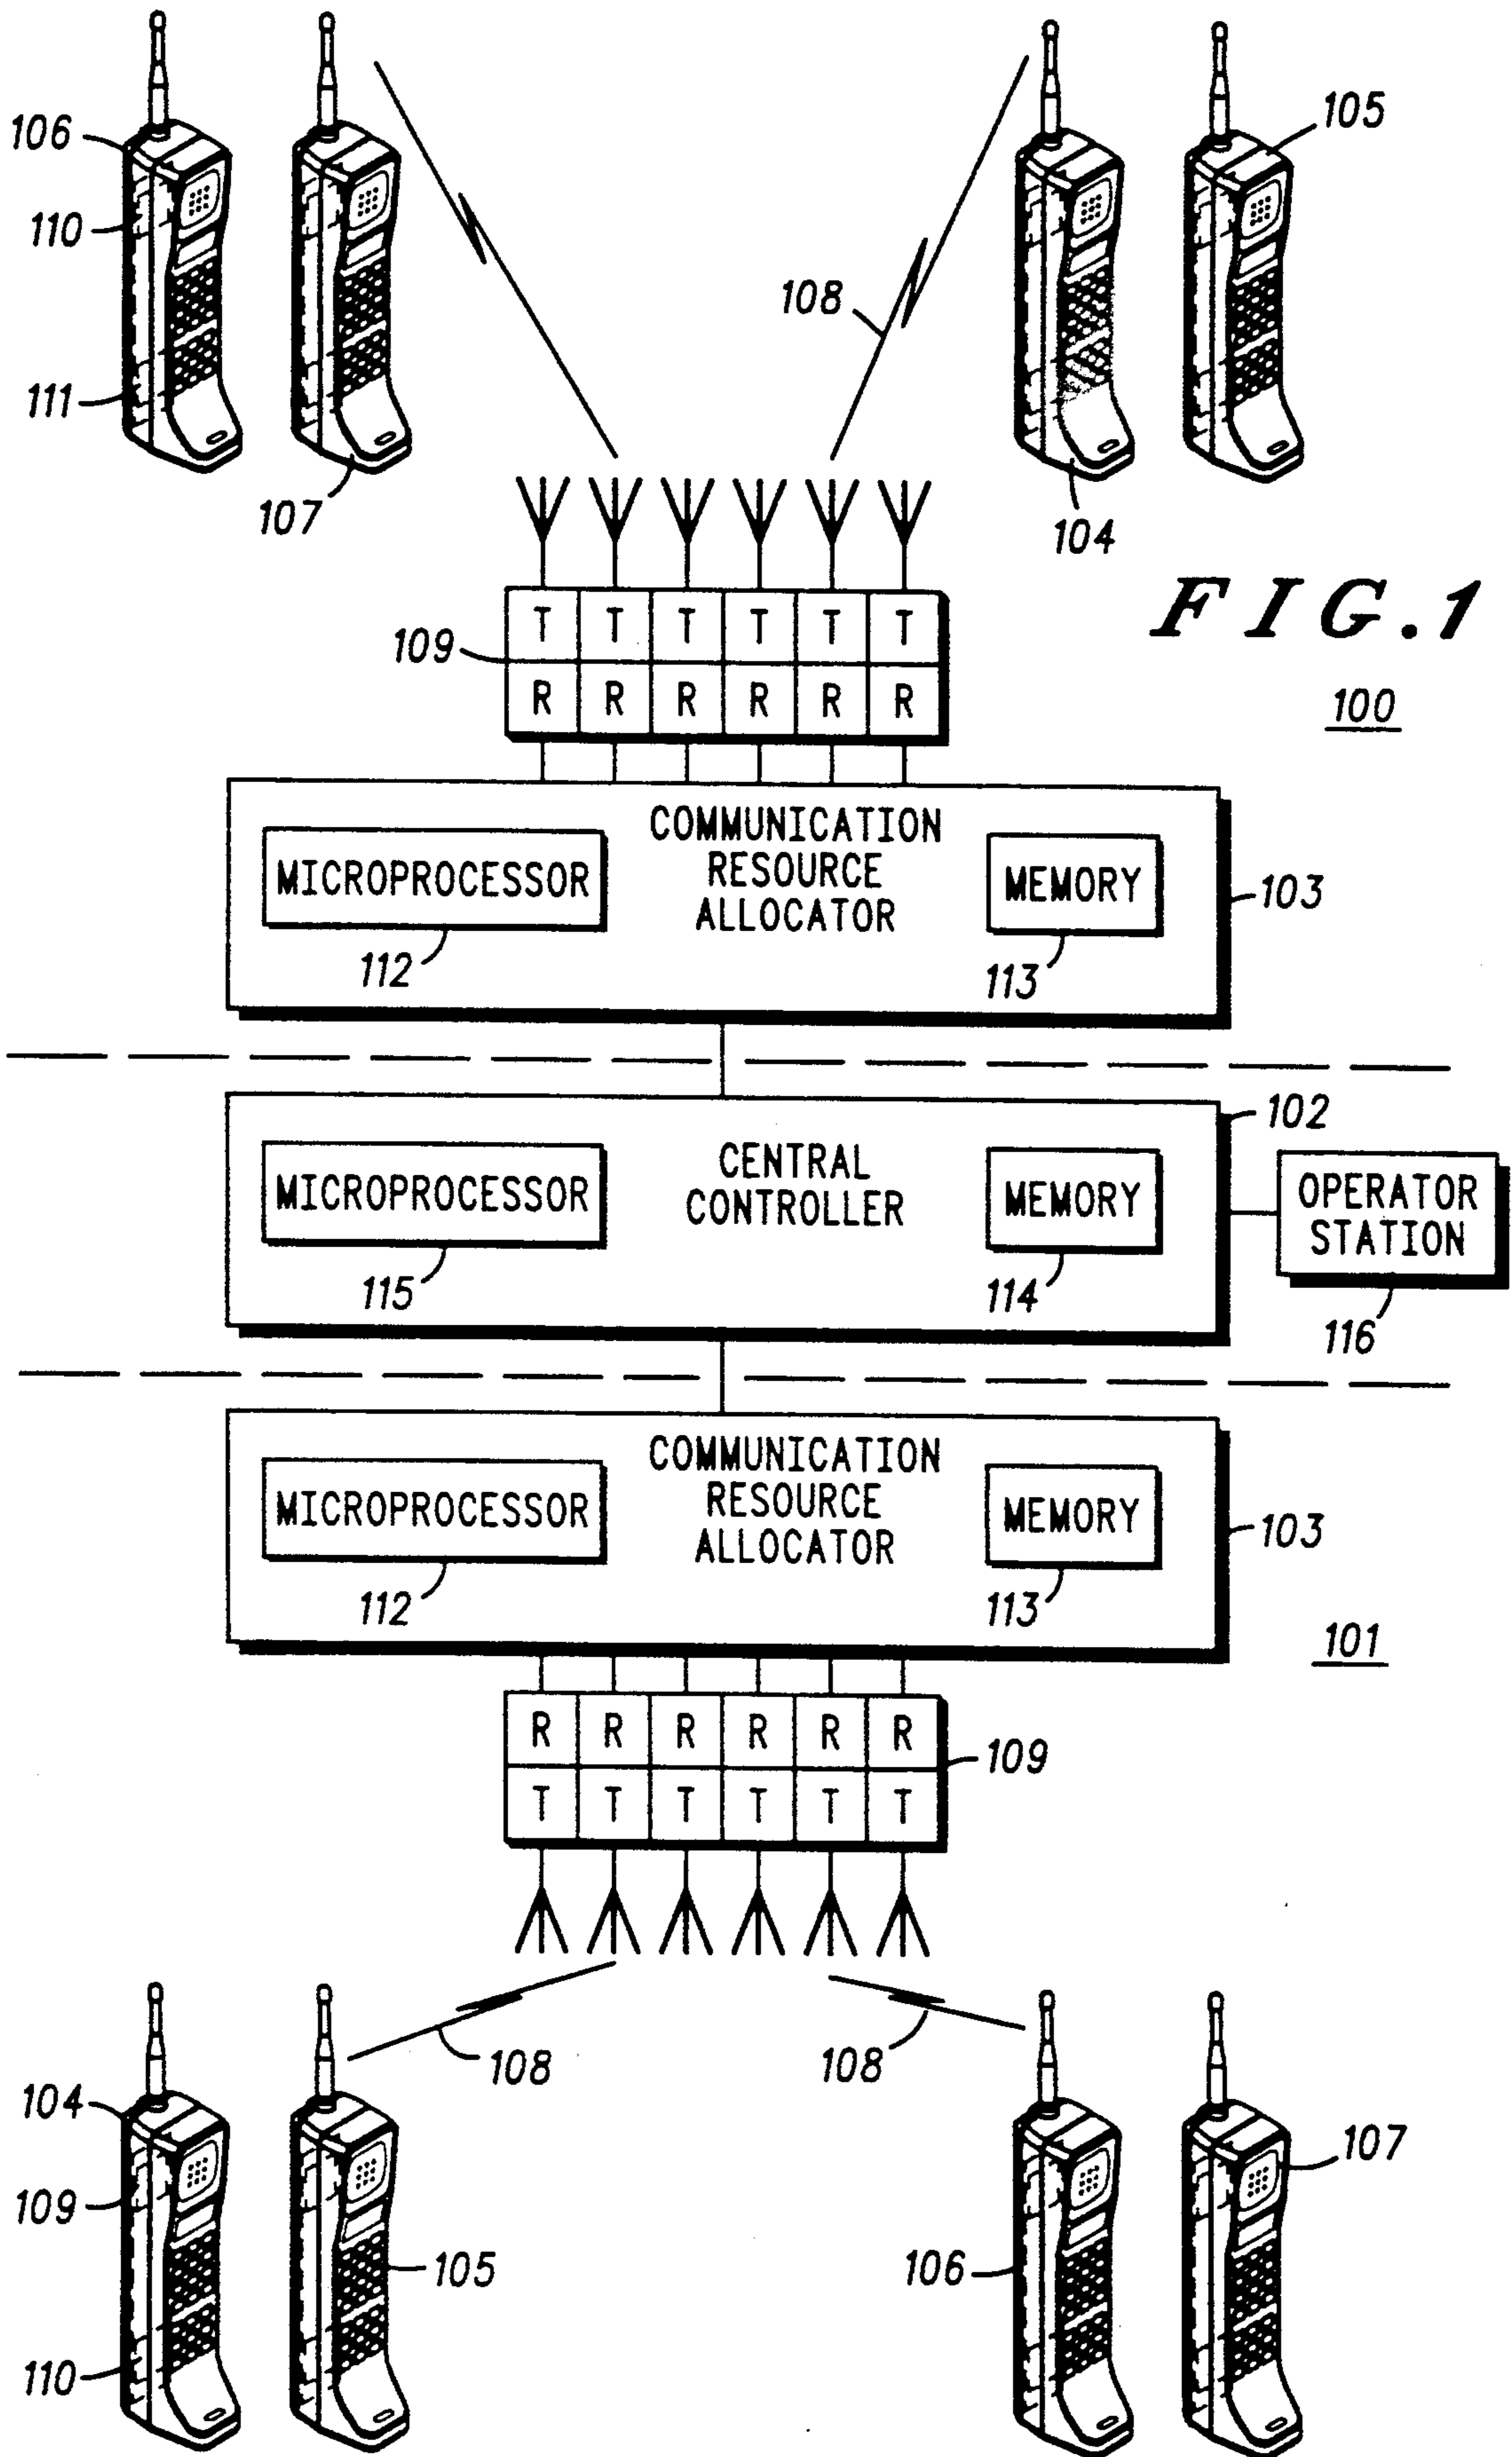 106
105
110
108
111
107
104
FIG.1
T T T T T T
109
R R R R R R
100
COMMUNICATION
RESOURCE
ALLOCATOR
MICROPROCESSOR
MEMORY
103
112
113
102
CENTRAL
CONTROLLER
MICROPROCESSOR
MEMORY
OPERATOR
STATION
115
114
116
COMMUNICATION
RESOURCE
ALLOCATOR
MICROPROCESSOR
MEMORY
103
112
113
101
R R R R R R
109
T T T T T T
108
108
104
107
109
105
106
110